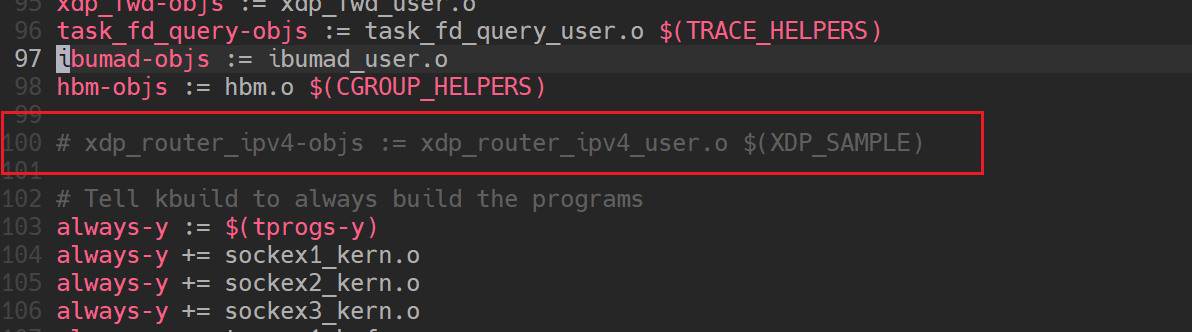 95 xdp_fwd-objs := xdp_fwd_user.o
96 task_fd_query-objs := task_fd_query_user.o $(TRACE_HELPERS)
97 ibumad-objs := ibumad_user.o
98 hbm-objs := hbm.o $(CGROUP_HELPERS)
99
100 # xdp_router_ipv4-objs := xdp_router_ipv4_user.o $(XDP_SAMPLE)
101
102 # Tell kbuild to always build the programs
103 always-y := $(tprogs-y)
104 always-y += sockex1_kern.o
105 always-y += sockex2_kern.o
106 always-y += sockex3_kern.o